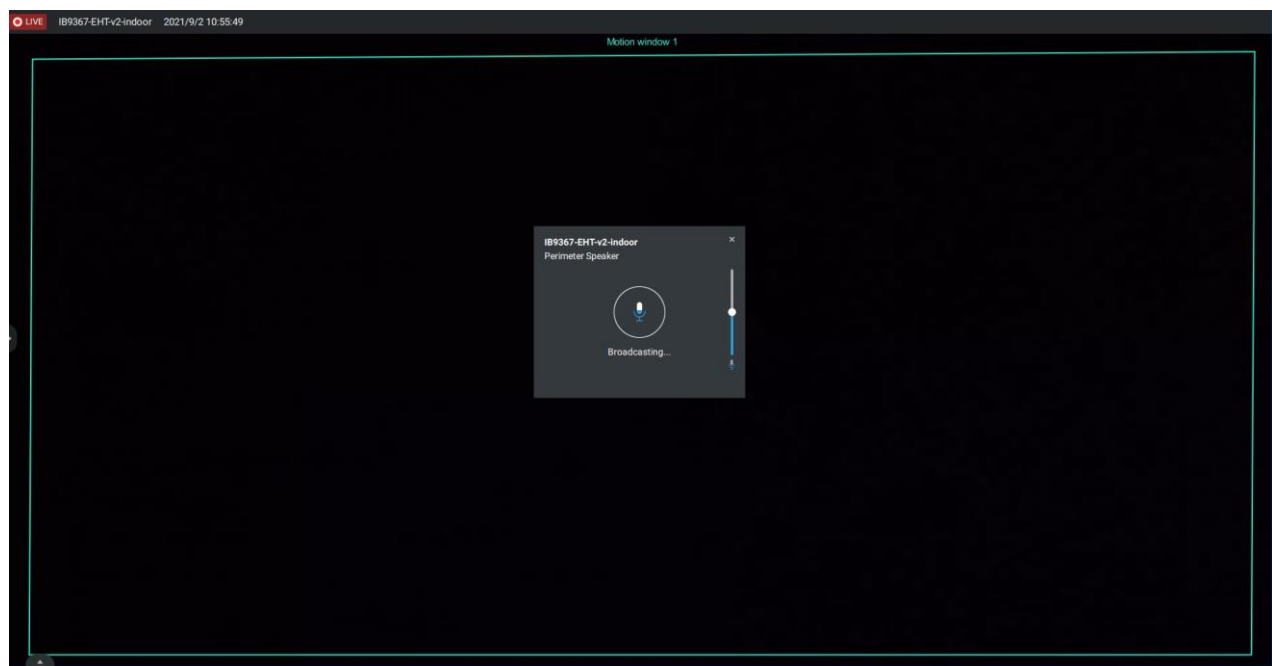 LIVE IB9367-EHT-v2-indoor 2021/9/2 10:55:49
Motion window 1
IB9367-EHT-v2-indoor
Perimeter Speaker
Broadcasting...